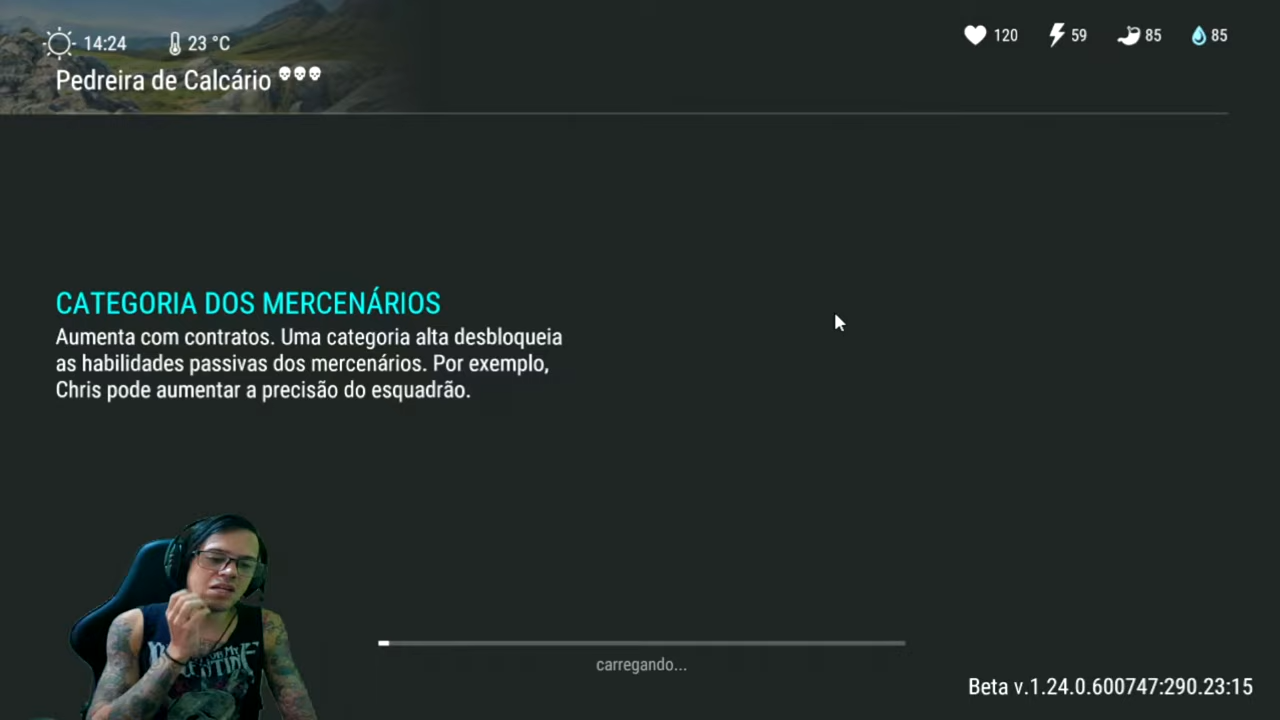 14:24
23 °C
120
59
85
85
Pedreira de Calcário
CATEGORIA DOS MERCENÁRIOS
Aumenta com contratos. Uma categoria alta desbloqueia
as habilidades passivas dos mercenários. Por exemplo,
Chris pode aumentar a precisão do esquadrão.
carregando...
Beta v.1.24.0.600747:290.23:15